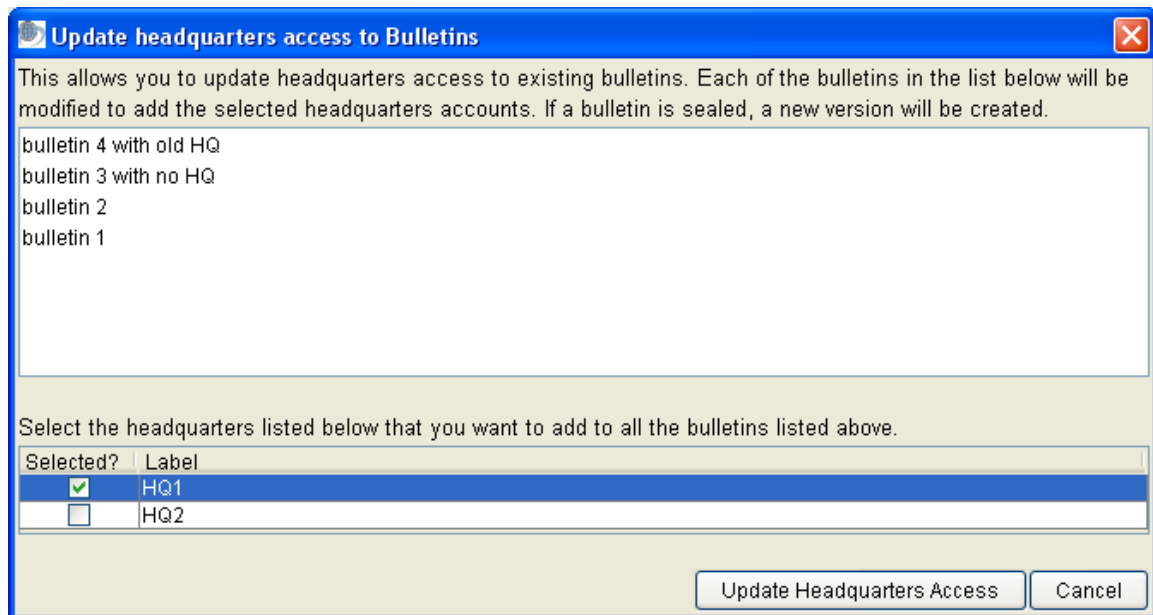 Update headquarters access to Bulletins
This allows you to update headquarters access to existing bulletins. Each of the bulletins in the list below will be
modified to add the selected headquarters accounts. If a bulletin is sealed, a new version will be created.
bulletin 4 with old HQ
bulletin 3 with no HQ
bulletin 2
bulletin 1
Select the headquarters listed below that you want to add to all the bulletins listed above.
Selected? Label
HQ1
HQ2
Update Headquarters Access Cancel